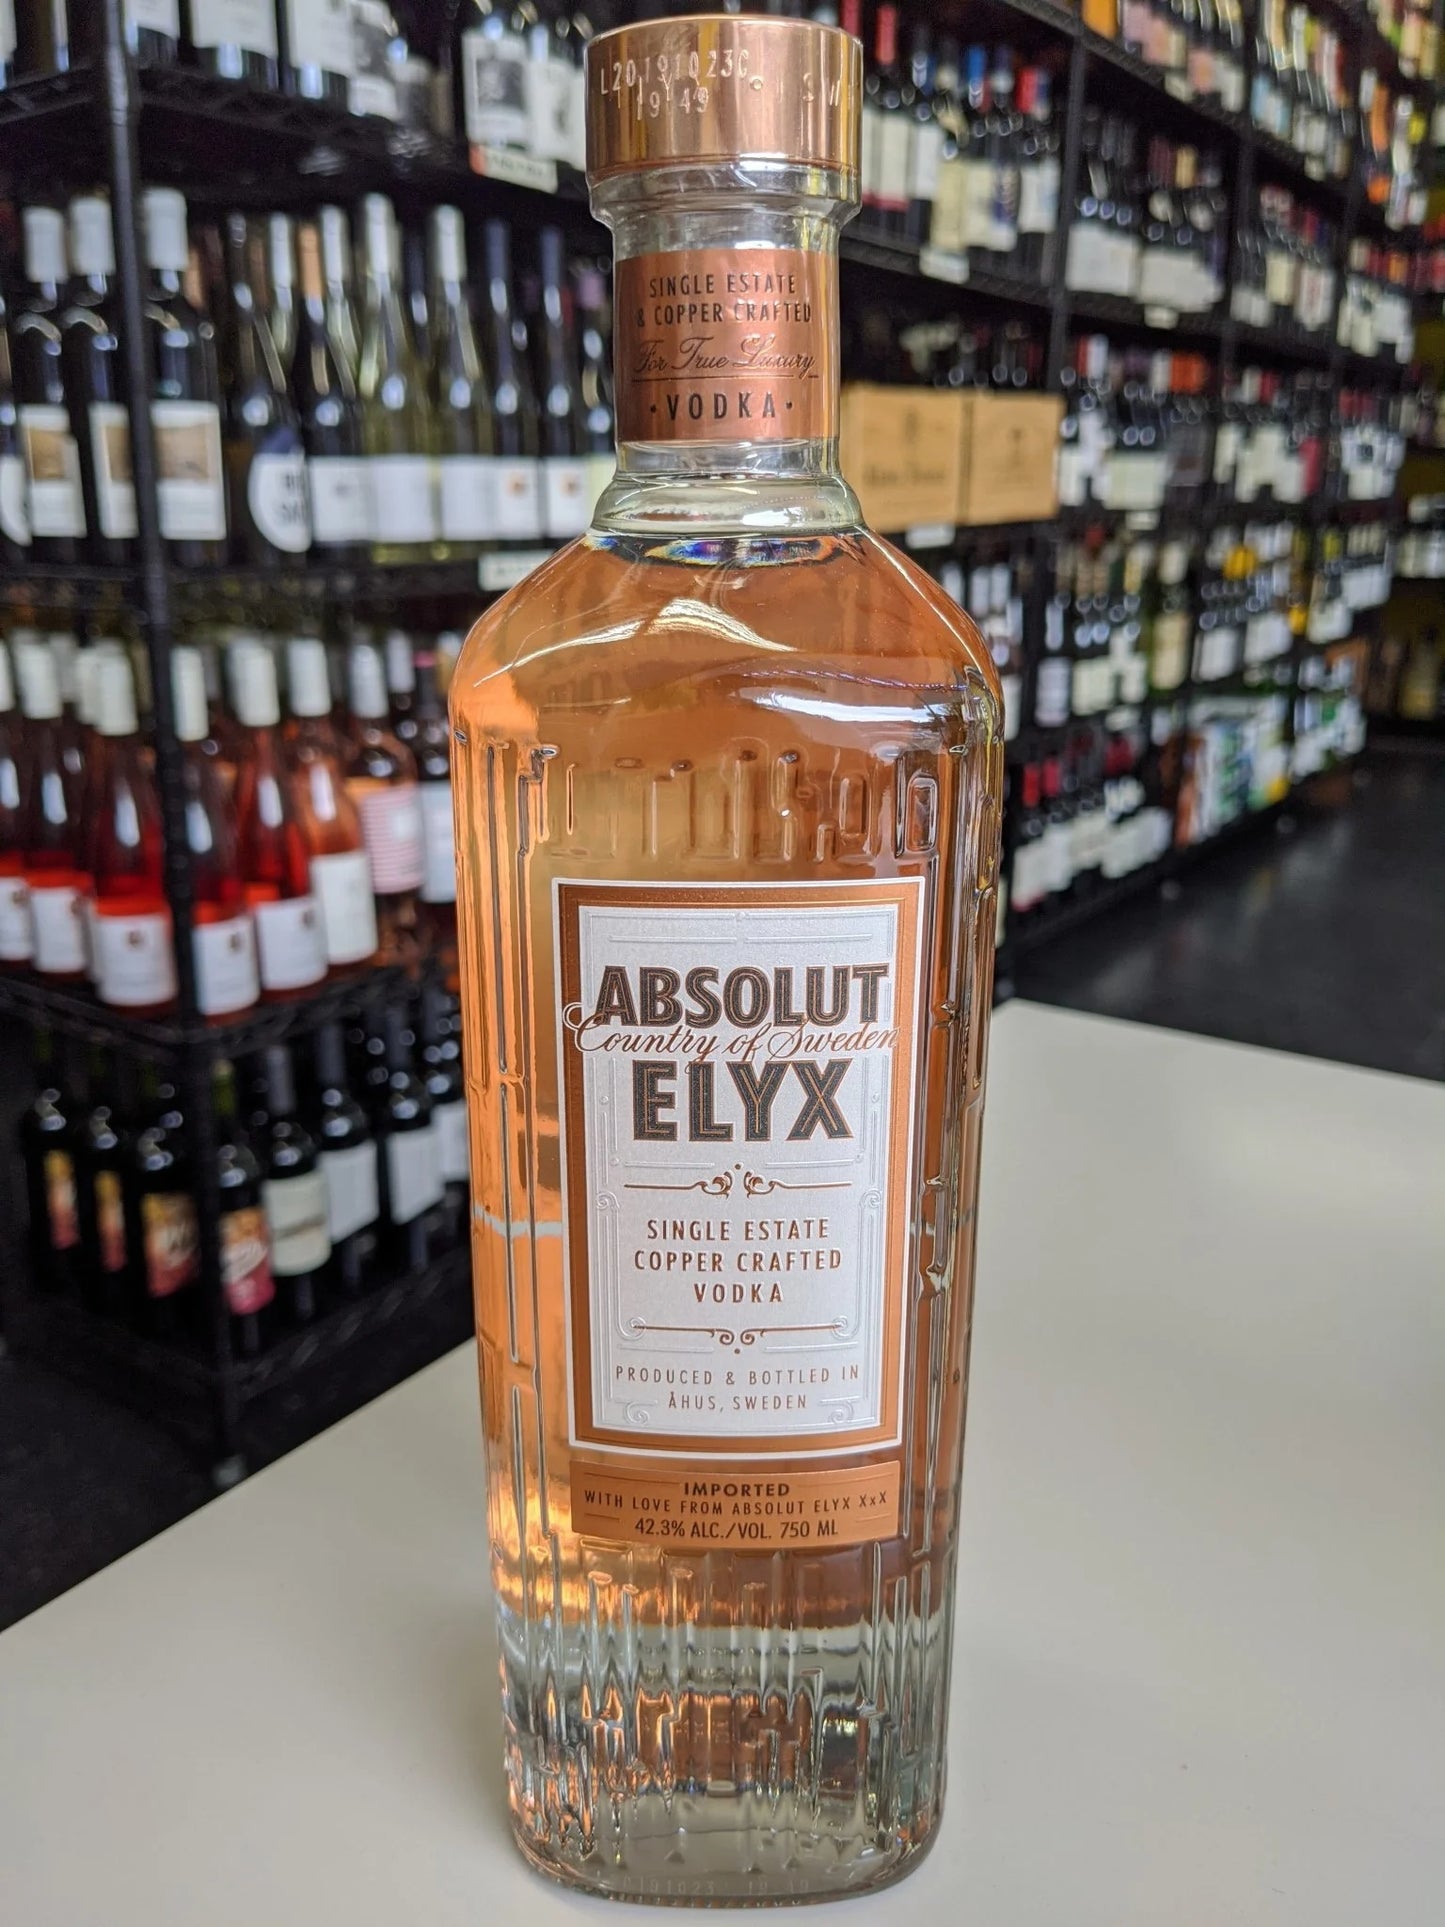 L20191023C
19:49
SW
SINGLE ESTATE
& COPPER CRAFTED
For True Luxury
·VODKA·
ABSOLUT
Country of Sweden
ELYX
SINGLE ESTATE
COPPER CRAFTED
VODKA
PRODUCED & BOTTLED IN
ÅHUS, SWEDEN
IMPORTED
WITH LOVE FROM ABSOLUT ELYX XxX
42.3% ALC./VOL. 750 ML